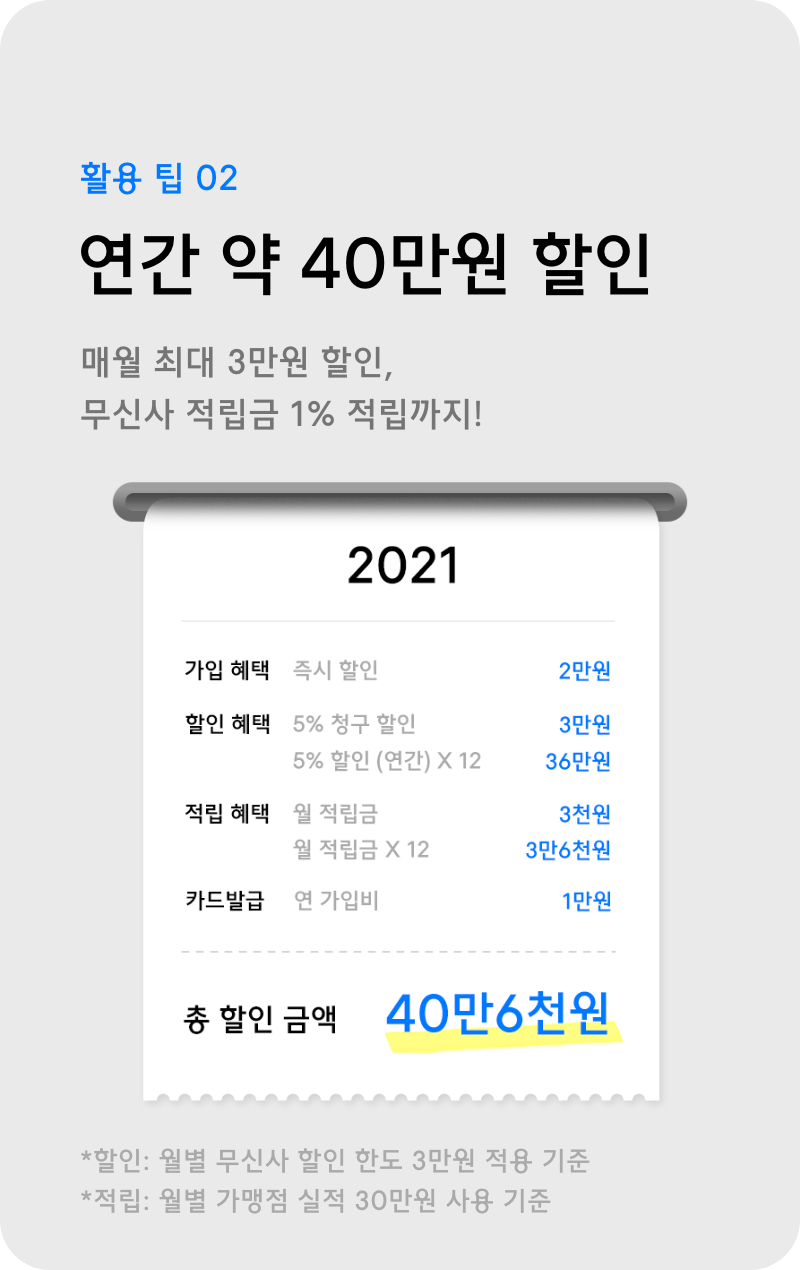 활용 팁 02
연간 약 40만원 할인
매월 최대 3만원 할인,
무신사 적립금 1% 적립까지!
2021
가입 혜택 즉시 할인 2만원
할인 혜택 5% 청구 할인 3만원
5% 할인 (연간) X 12 36만원
적립 혜택 월 적립금 3천원
월 적립금 X 12 3만6천원
카드발급 연 가입비 1만원
총 할인 금액 40만6천원
*할인: 월별 무신사 할인 한도 3만원 적용 기준
*적립: 월별 가맹점 실적 30만원 사용 기준